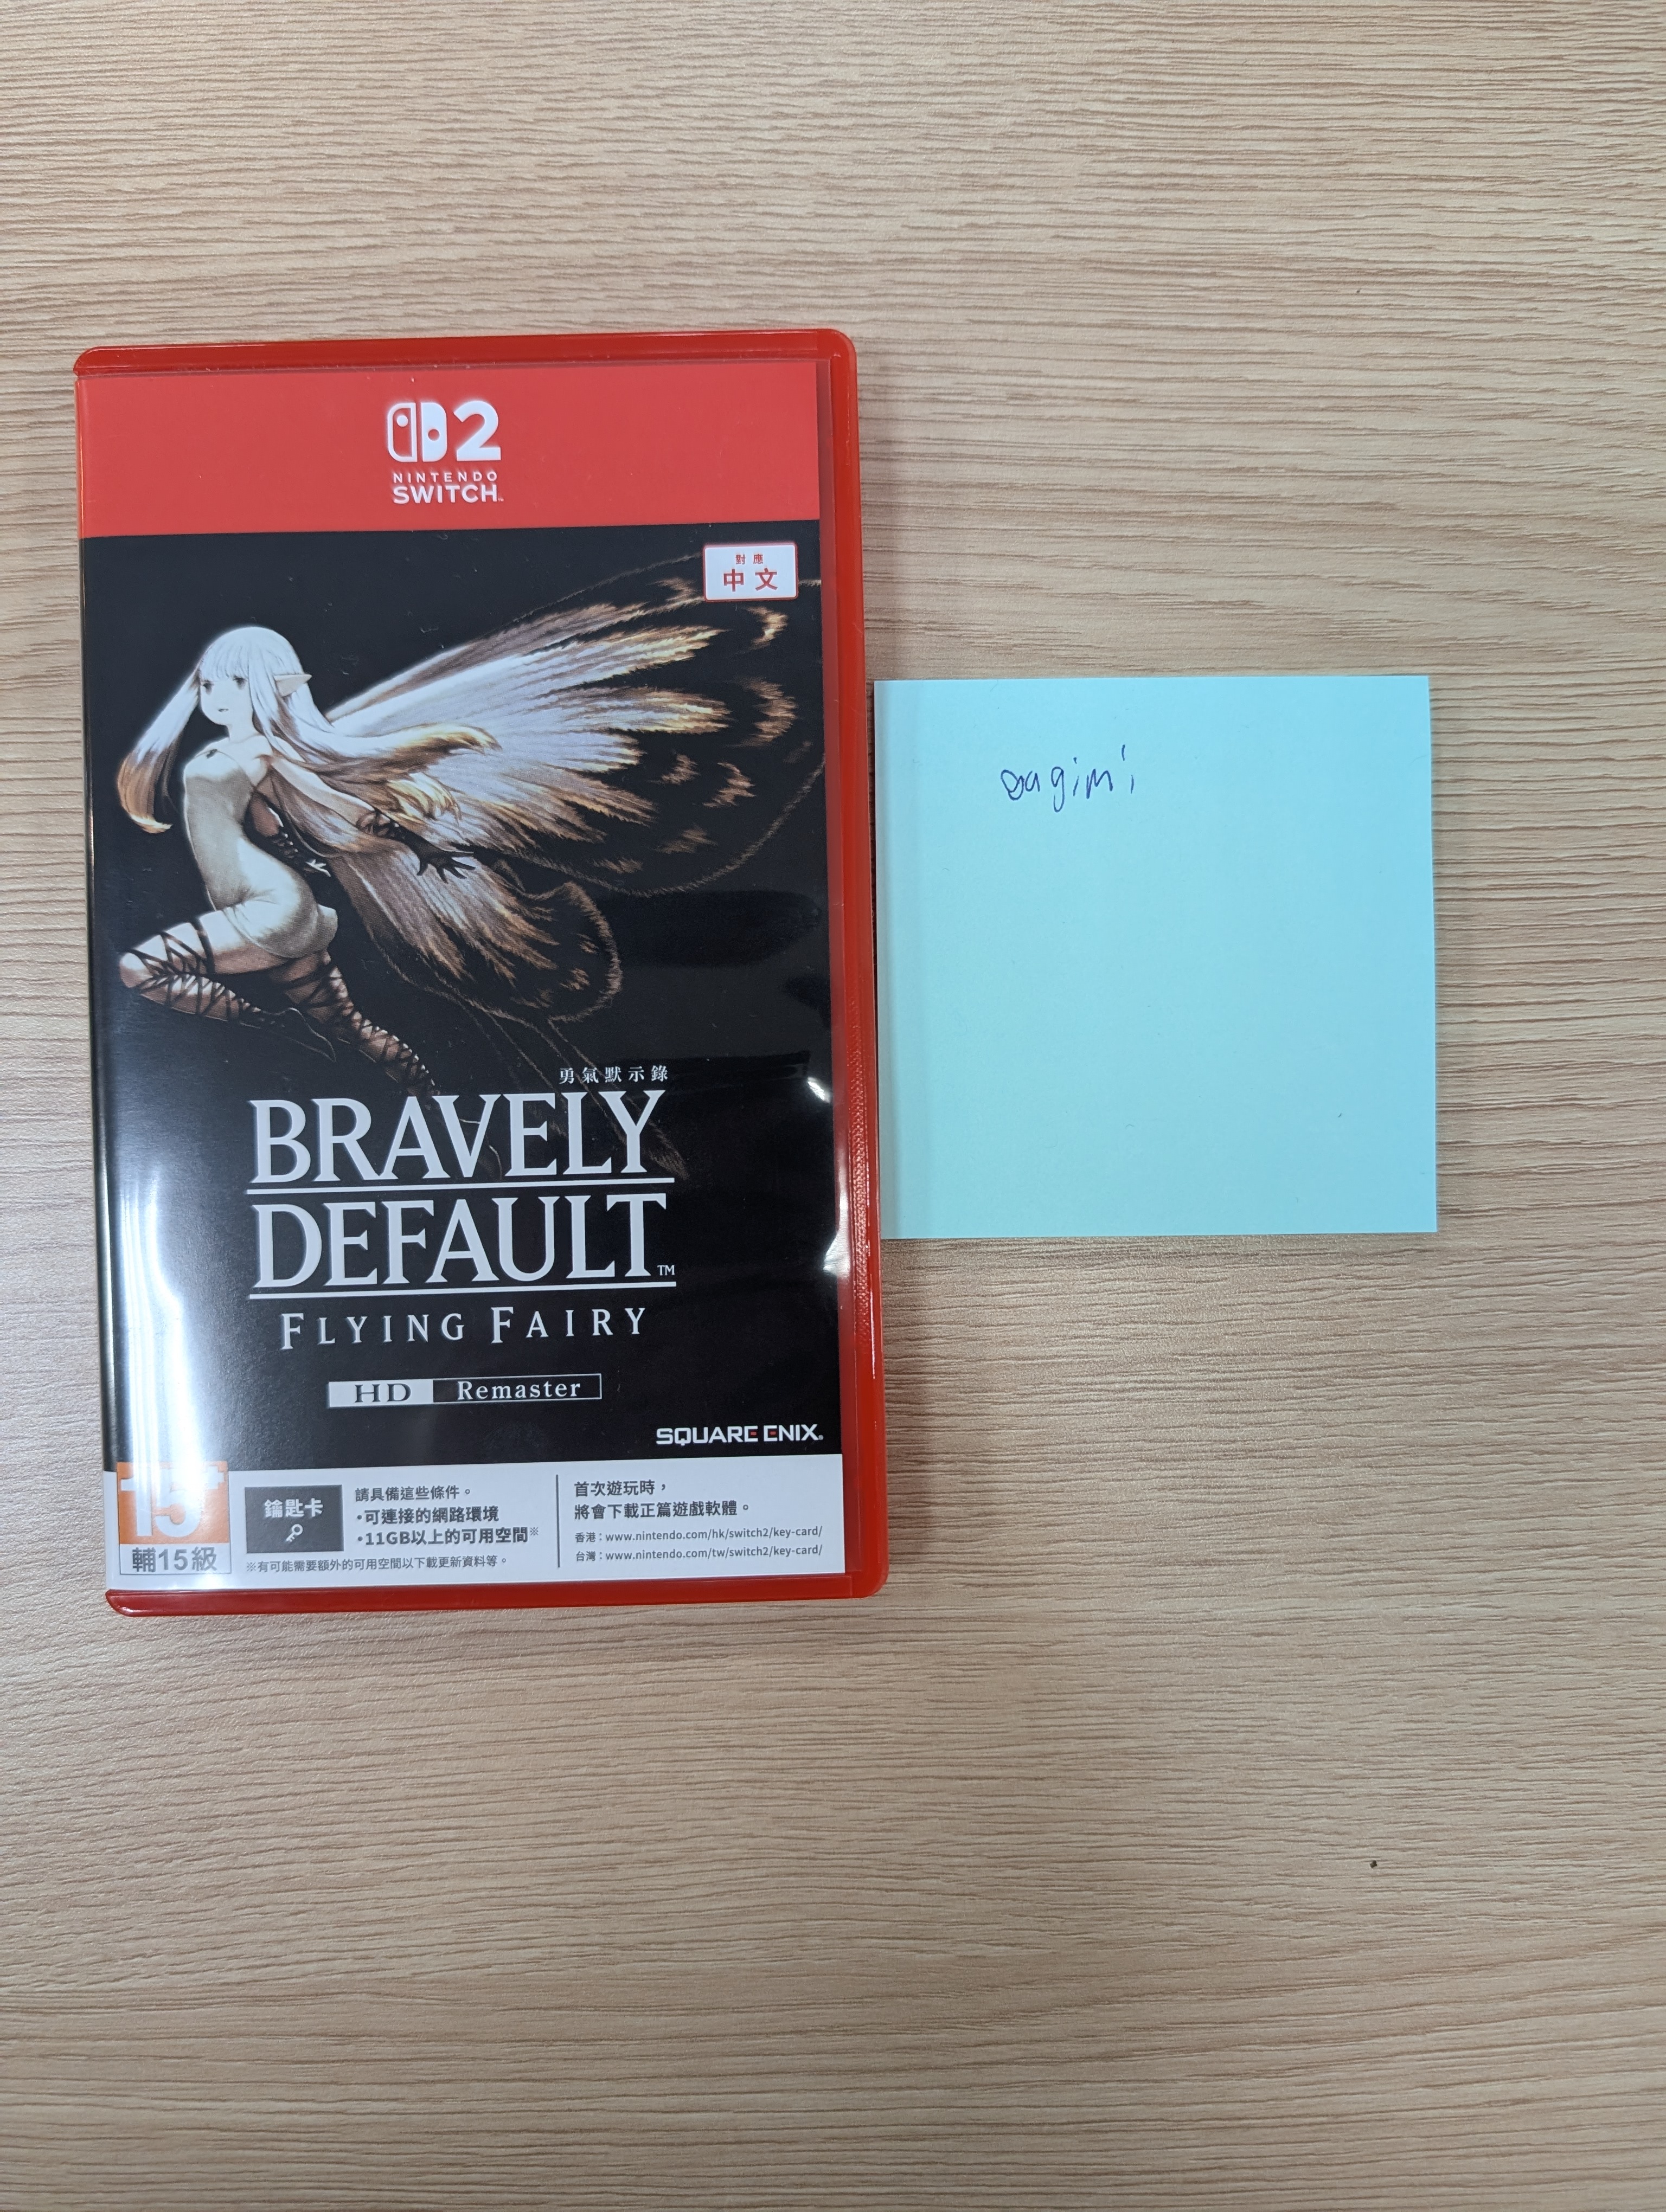 2
NINTENDO
SWITCH™
對應
中文
勇氣默示錄
BRAVELY
DEFAULT™
FLYING FAIRY
HD Remaster
SQUARE ENIX®
15+
輔15級
鑰匙卡
請具備這些條件。
・可連接的網路環境
・11GB以上的可用空間※
※有可能需要額外的可用空間以下載更新資料等。
首次遊玩時,
將會下載正篇遊戲軟體。
香港:www.nintendo.com/hk/switch2/key-card/
台灣:www.nintendo.com/tw/switch2/key-card/